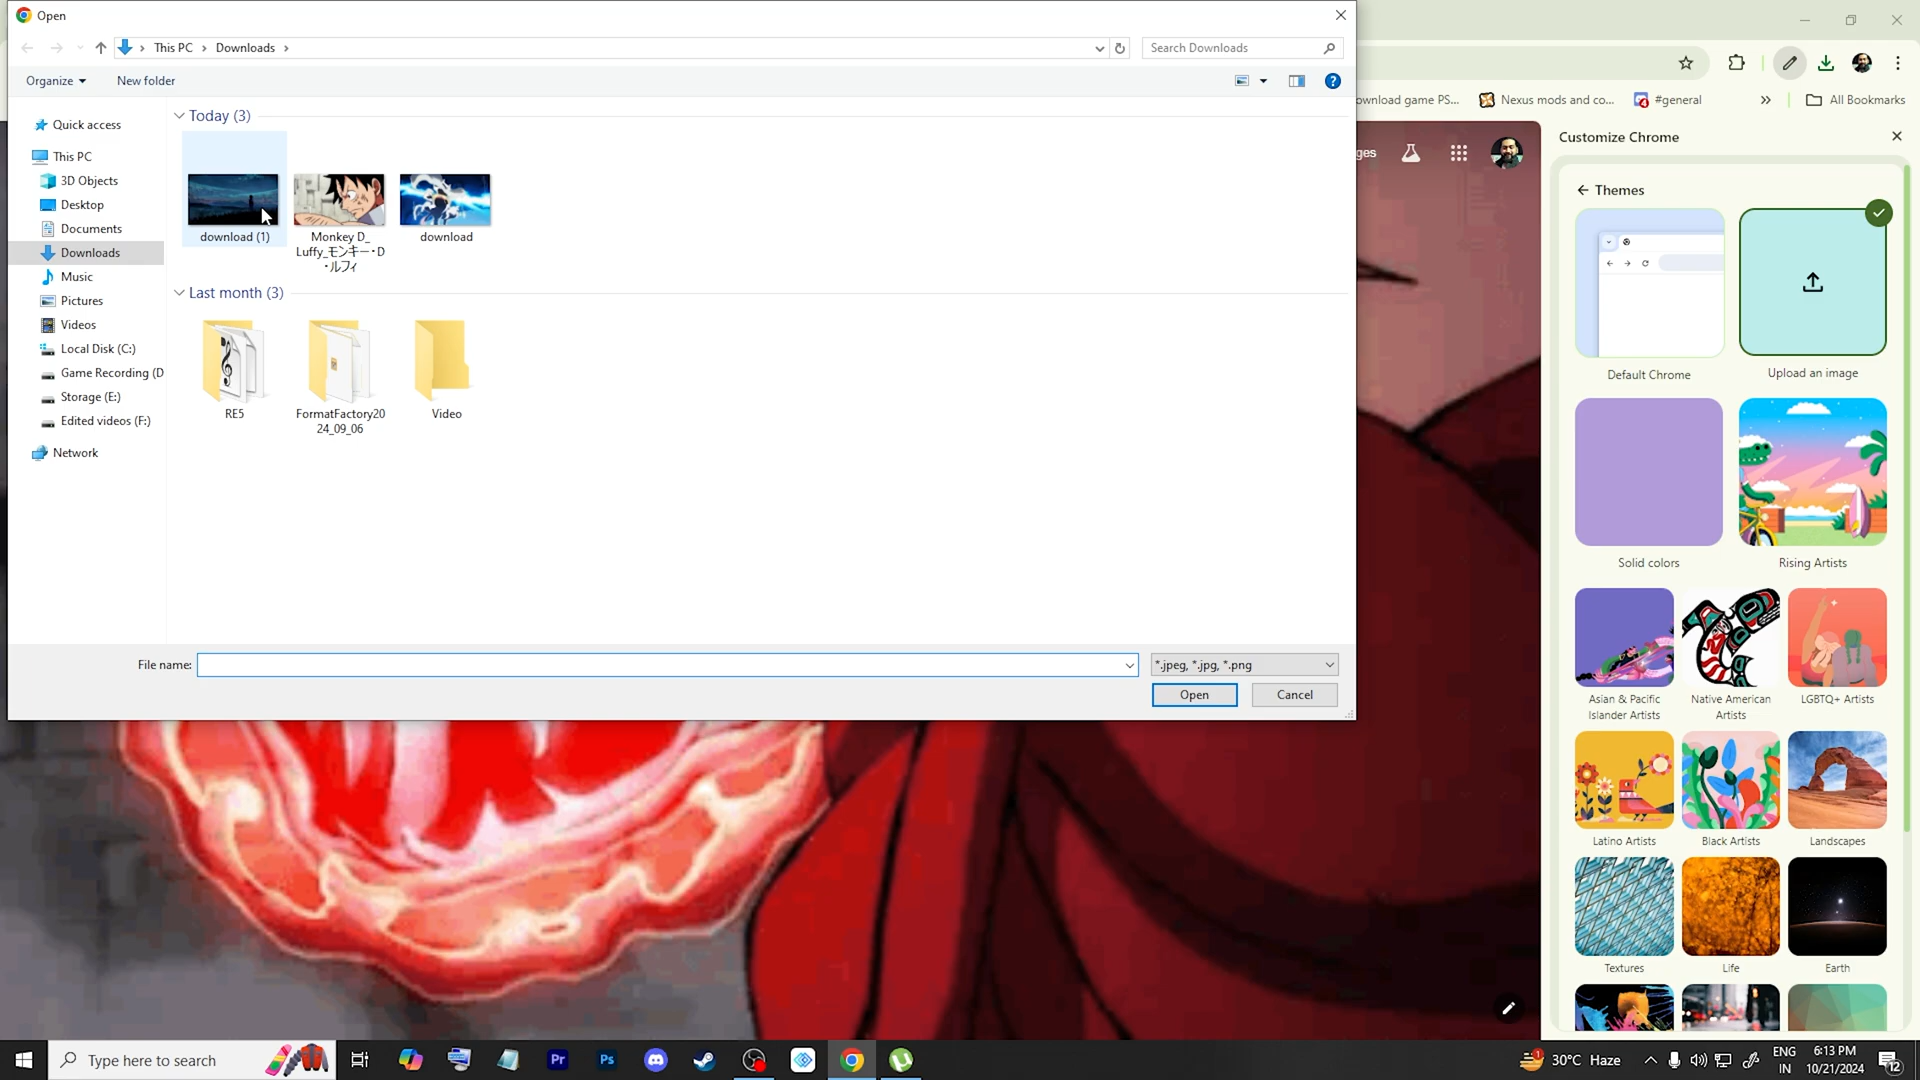 Open
This PC
Downloads
Search Downloads
Organize
New folder
Quick access
This PC
3D Objects
Desktop
Documents
Downloads
Music
Pictures
Videos
Local Disk (C:)
Game Recording (D
Storage (E:)
Edited videos (F:)
Network
Today (3)
download (1)
Monkey D_
Luffy_モンキー・D
・ルフィ
download
Last month (3)
RE5
FormatFactory20
24_09_06
Video
File name:
*.jpeg, *.jpg, *.png
Open
Cancel
ownload game PS...
Nexus mods and co...
#general
All Bookmarks
ges
Customize Chrome
Themes
Default Chrome
Upload an image
Solid colors
Rising Artists
Asian & Pacific
Islander Artists
Native American
Artists
LGBTQ+ Artists
Latino Artists
Black Artists
Landscapes
Textures
Life
Earth
Type here to search
Pr
Ps
1
30°C Haze
ENG
IN
6:13 PM
10/21/2024
12